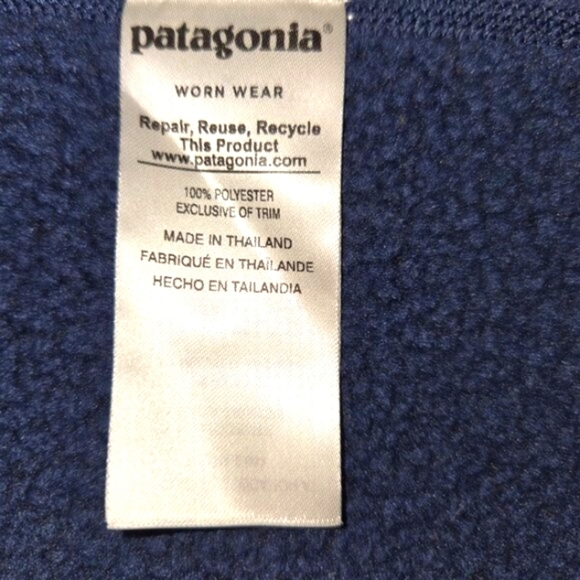 patagonia®
WORN WEAR
Repair, Reuse, Recycle
This Product
www.patagonia.com
100% POLYESTER
EXCLUSIVE OF TRIM
MADE IN THAILAND
FABRIQUÉ EN THAÏLANDE
HECHO EN TAILANDIA